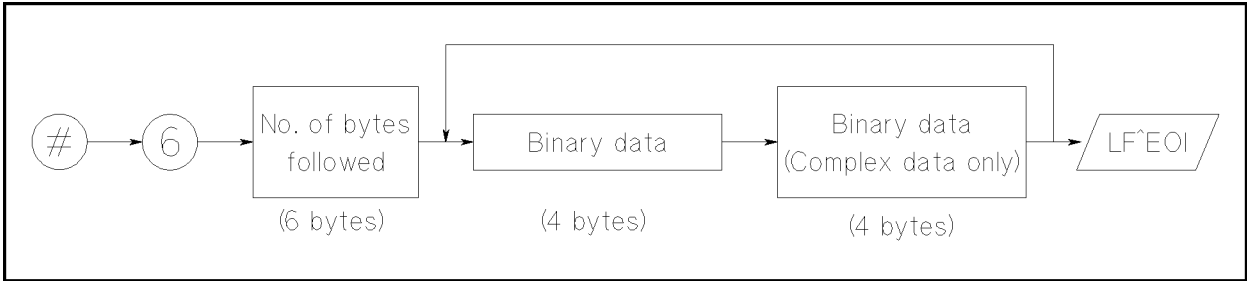 #
6
No. of bytes
followed
(6 bytes)
Binary data
(4 bytes)
Binary data
(Complex data only)
(4 bytes)
LF^EOI